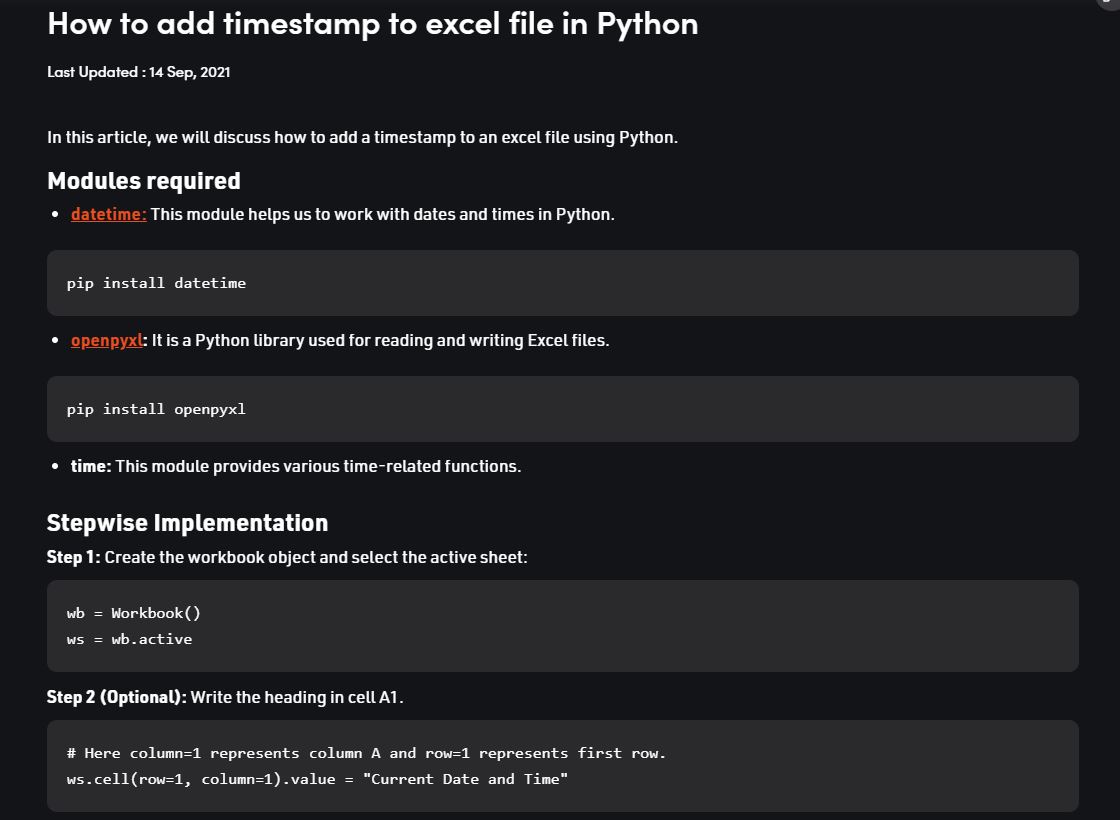 How to add timestamp to excel file in Python
Last Updated : 14 Sep, 2021
In this article, we will discuss how to add a timestamp to an excel file using Python.
Modules required
• datetime: This module helps us to work with dates and times in Python.
pip install datetime
• openpyxl: It is a Python library used for reading and writing Excel files.
pip install openpyxl
• time: This module provides various time-related functions.
Stepwise Implementation
Step 1: Create the workbook object and select the active sheet:
wb = Workbook()
ws = wb.active
Step 2 (Optional): Write the heading in cell A1.
# Here column=1 represents column A and row=1 represents first row.
ws.cell(row=1, column=1).value = "Current Date and Time"